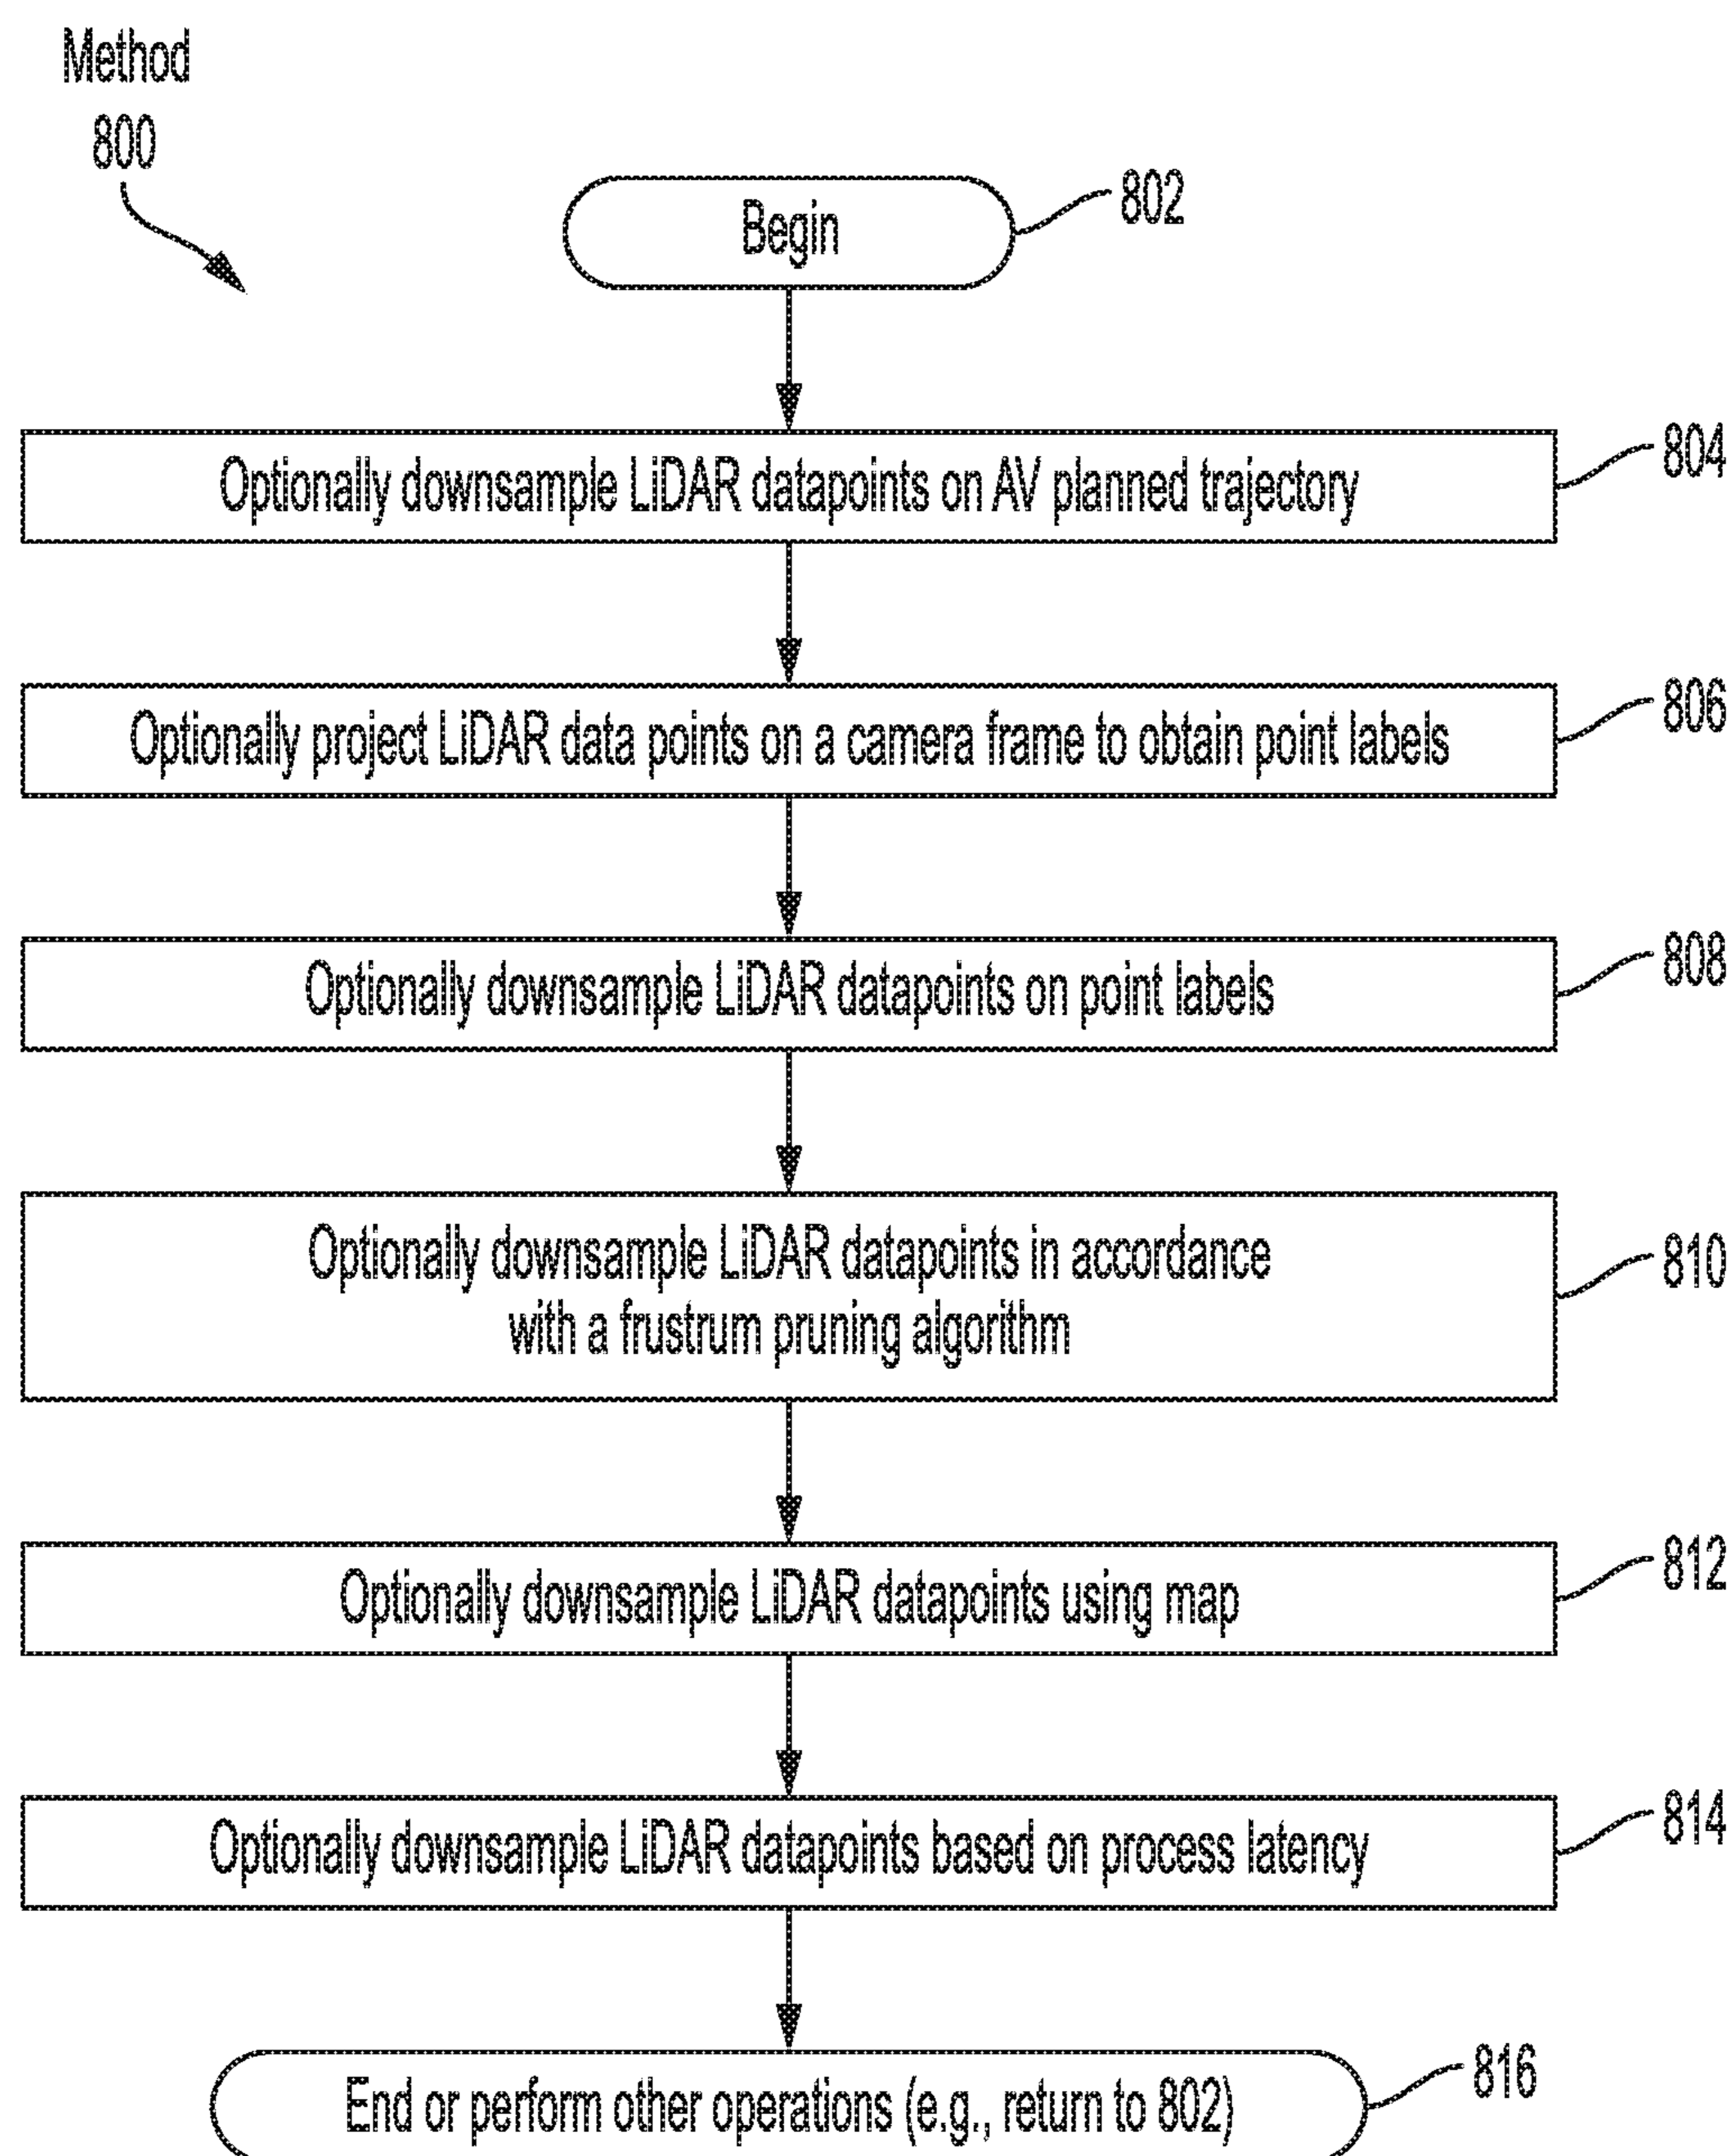 Method
800
Begin
802
Optionally downsample LiDAR datapoints on AV planned trajectory
804
Optionally project LiDAR data points on a camera frame to obtain point labels
806
Optionally downsample LiDAR datapoints on point labels
808
Optionally downsample LiDAR datapoints in accordance
with a frustrum pruning algorithm
810
Optionally downsample LiDAR datapoints using map
812
Optionally downsample LiDAR datapoints based on process latency
814
End or perform other operations (e.g., return to 802)
816